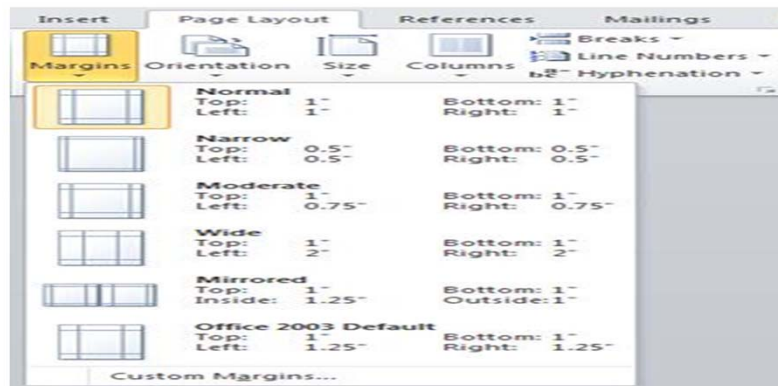 Insert Page Layout References Mailings
Margins Orientation Size Columns Breaks
Line Numbers
Hyphenation
Normal
Top: 1" Bottom: 1"
Left: 1" Right: 1"
Narrow
Top: 0.5" Bottom: 0.5"
Left: 0.5" Right: 0.5"
Moderate
Top: 1" Bottom: 1"
Left: 0.75" Right: 0.75"
Wide
Top: 1" Bottom: 1"
Left: 2" Right: 2"
Mirrored
Top: 1" Bottom: 1"
Inside: 1.25" Outside: 1"
Office 2003 Default
Top: 1" Bottom: 1"
Left: 1.25" Right: 1.25"
Custom Margins...